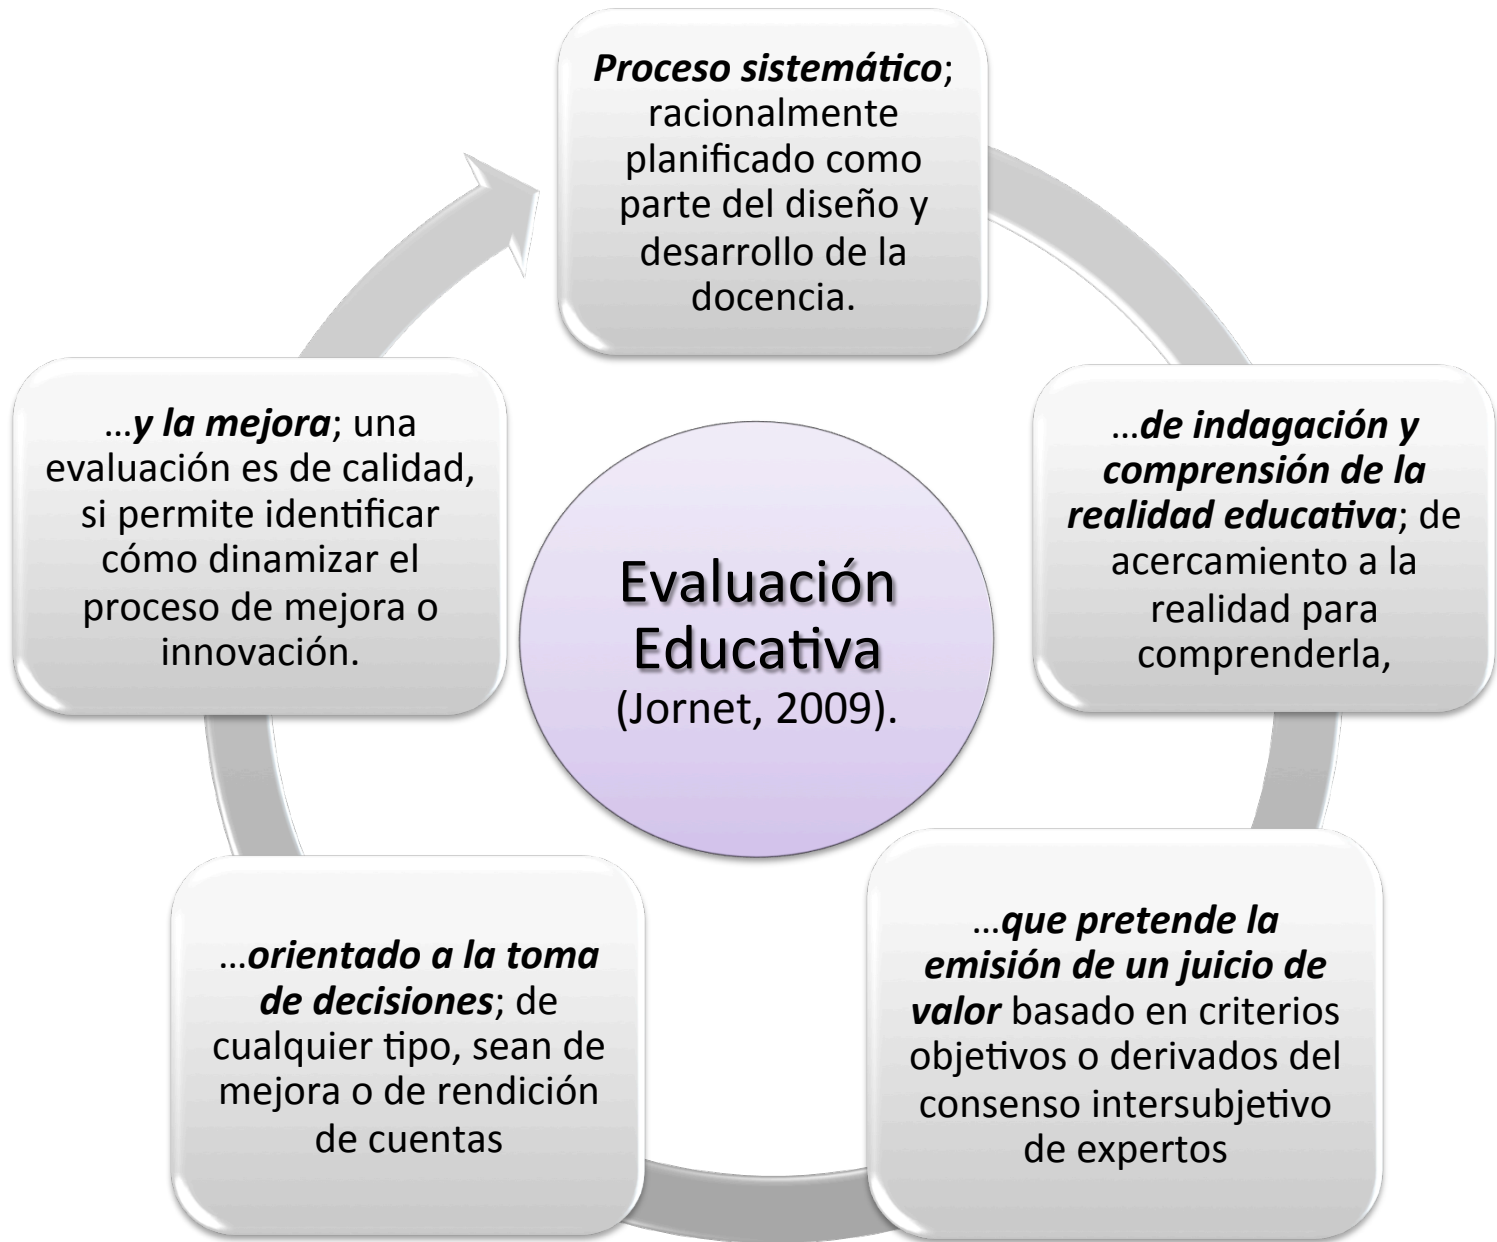 Proceso sistemático;
racionalmente
planificado como
parte del diseño y
desarrollo de la
docencia.
...de indagación y
comprensión de la
realidad educativa; de
acercamiento a la
realidad para
comprenderla,
...que pretende la
emisión de un juicio de
valor basado en criterios
objetivos o derivados del
consenso intersubjetivo
de expertos
...orientado a la toma
de decisiones; de
cualquier tipo, sean de
mejora o de rendición
de cuentas
...y la mejora; una
evaluación es de calidad,
si permite identificar
cómo dinamizar el
proceso de mejora o
innovación.
Evaluación
Educativa
(Jornet, 2009).